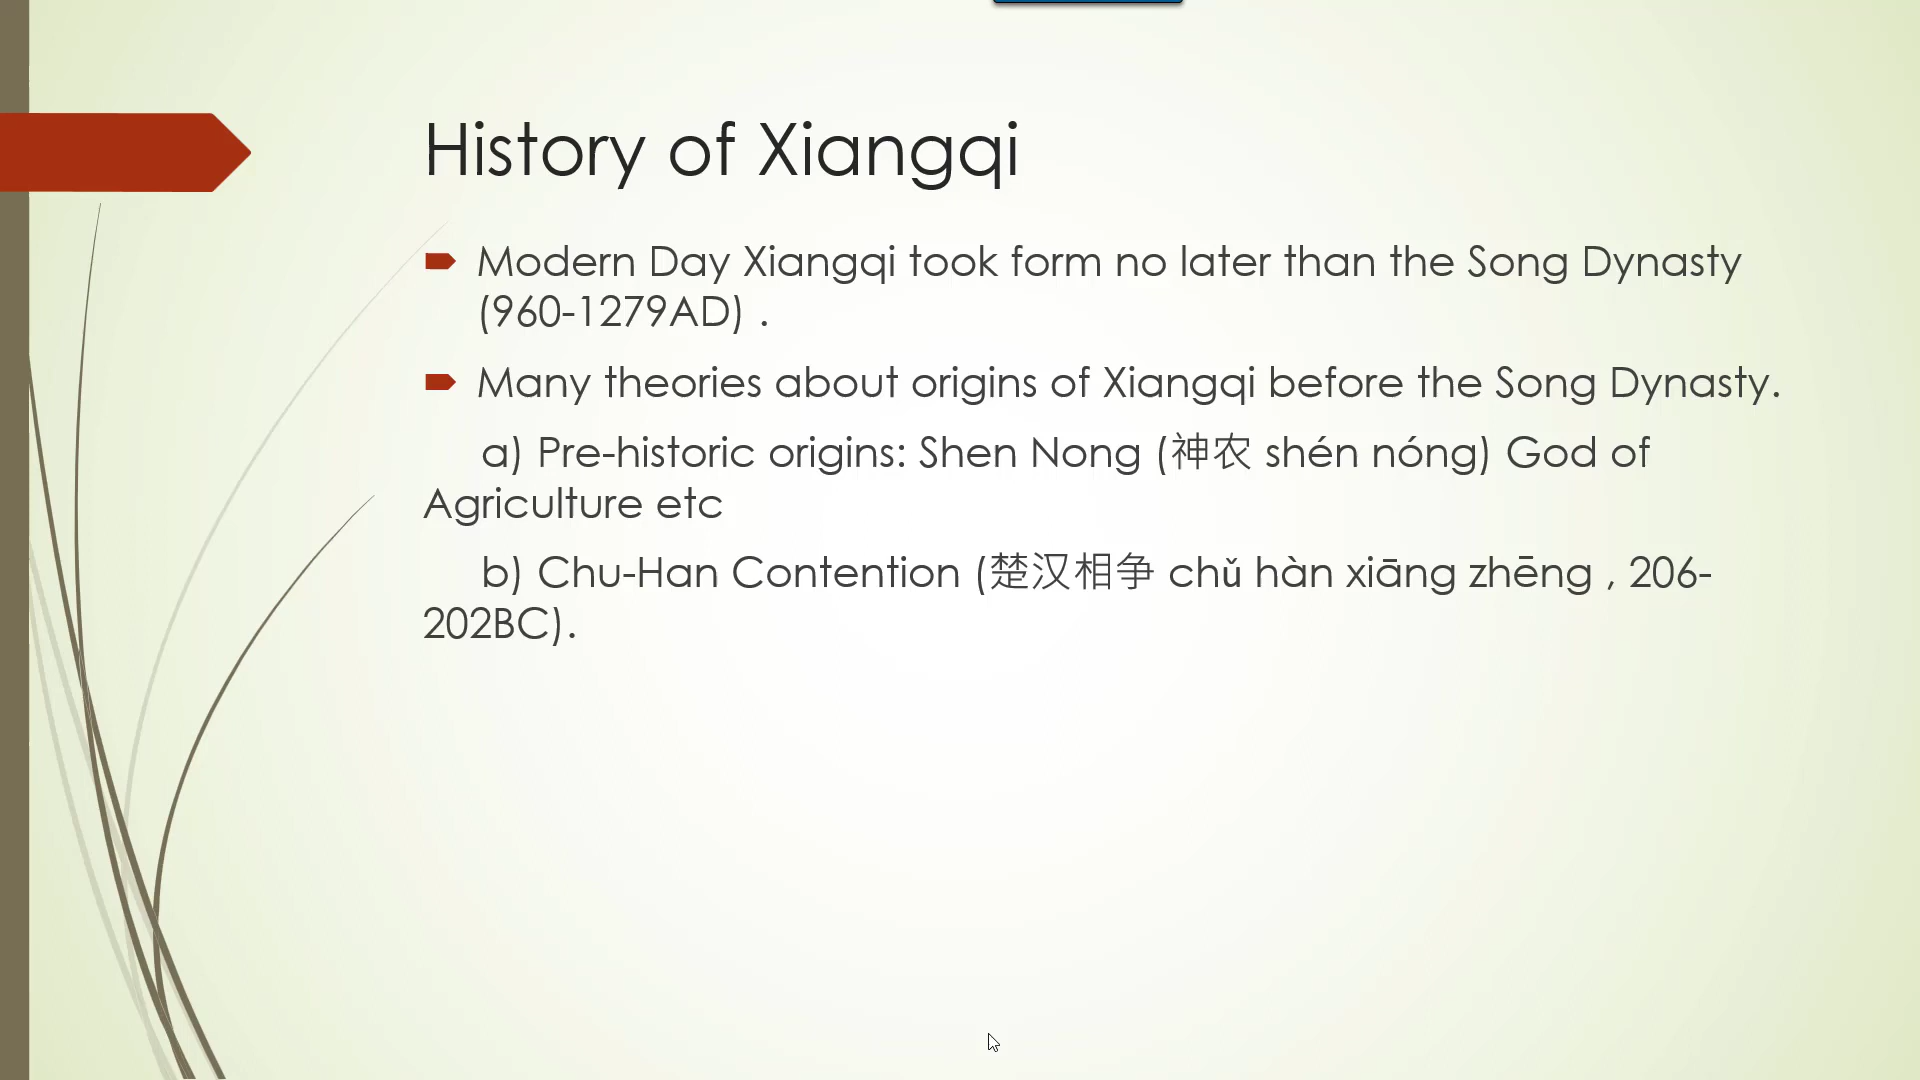 History of Xiangqi
Modern Day Xiangqi took form no later than the Song Dynasty
(960-1279AD) .
Many theories about origins of Xiangqi before the Song Dynasty.
a) Pre-historic origins: Shen Nong (神农 shén nóng) God of
Agriculture etc
b) Chu-Han Contention (楚汉相争 chǔ hàn xiāng zhēng , 206-
202BC).